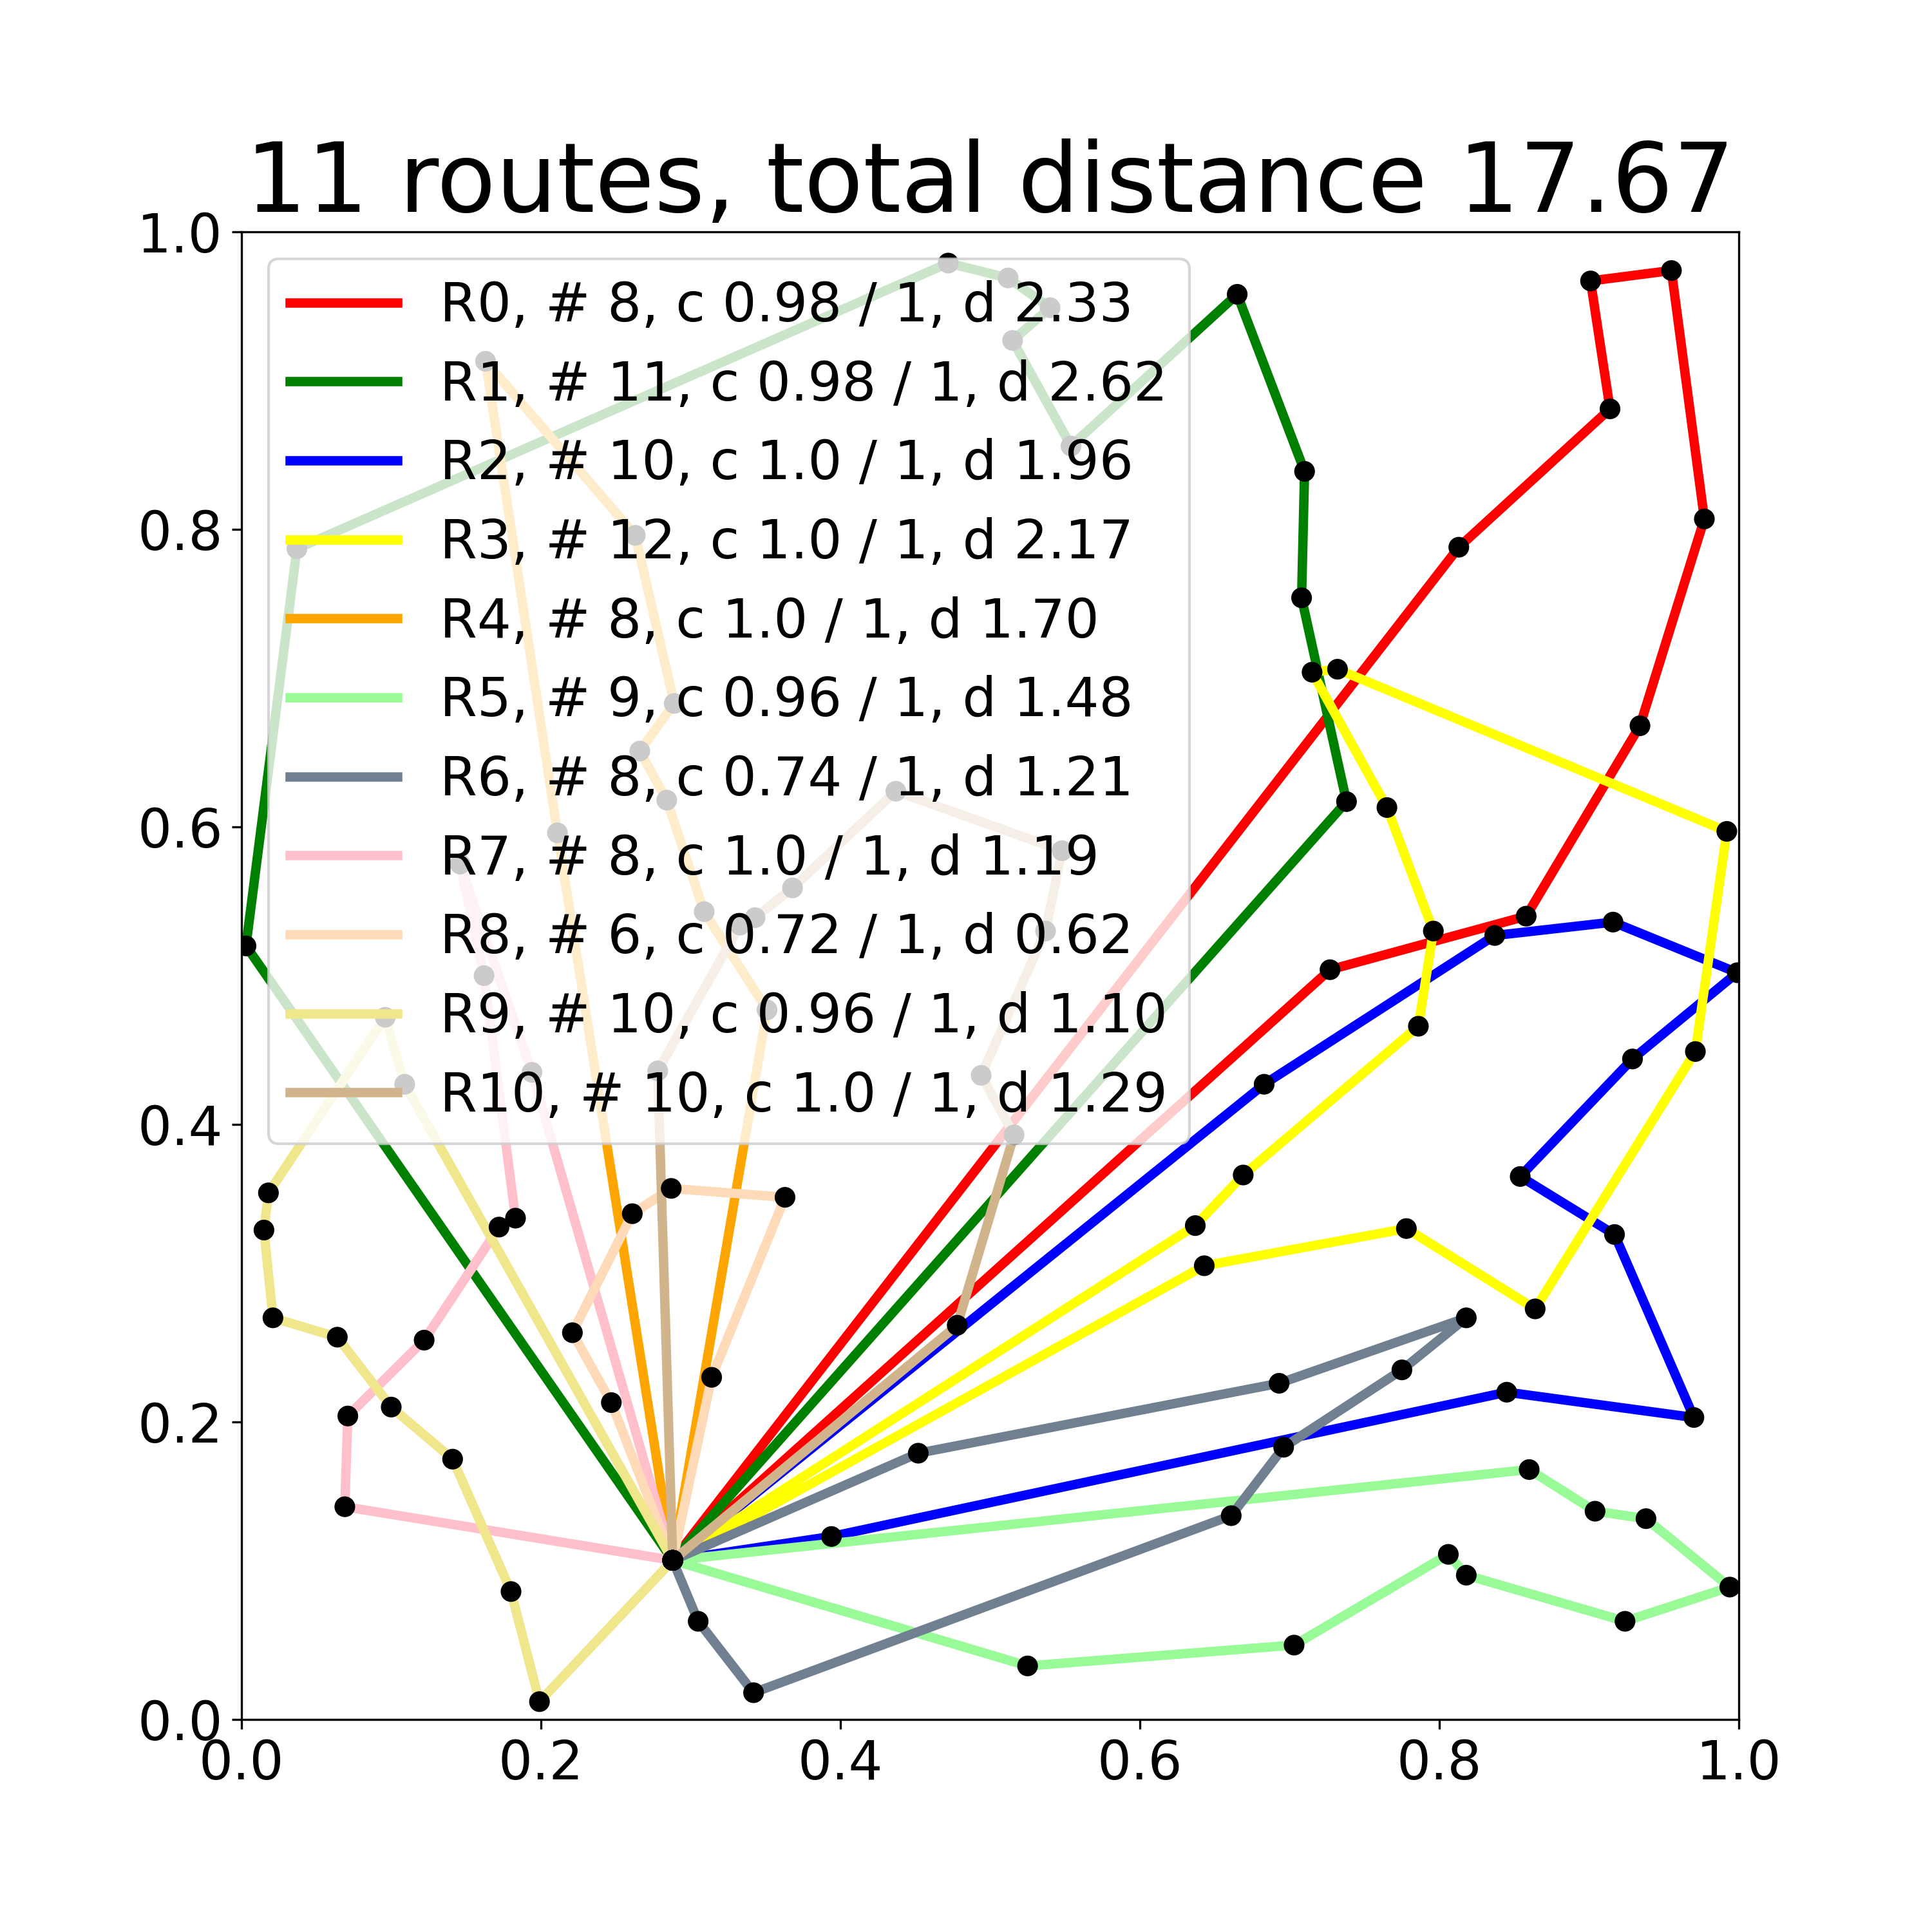 11 routes, total distance 17.67
1.0
0.8
0.6
0.4
0.2
0.0
R0, # 8, c 0.98 / 1, d 2.33
R1, # 11, c 0.98 / 1, d 2.62
R2, # 10, c 1.0 / 1, d 1.96
R3, # 12, c 1.0 / 1, d 2.17
R4, # 8, c 1.0 / 1, d 1.70
R5, # 9, c 0.96 / 1, d 1.48
R6, # 8, c 0.74 / 1, d 1.21
R7, # 8, c 1.0 / 1, d 1.19
R8, # 6, c 0.72 / 1, d 0.62
R9, # 10, c 0.96 / 1, d 1.10
R10, # 10, c 1.0 / 1, d 1.29
0.0 0.2 0.4 0.6 0.8 1.0